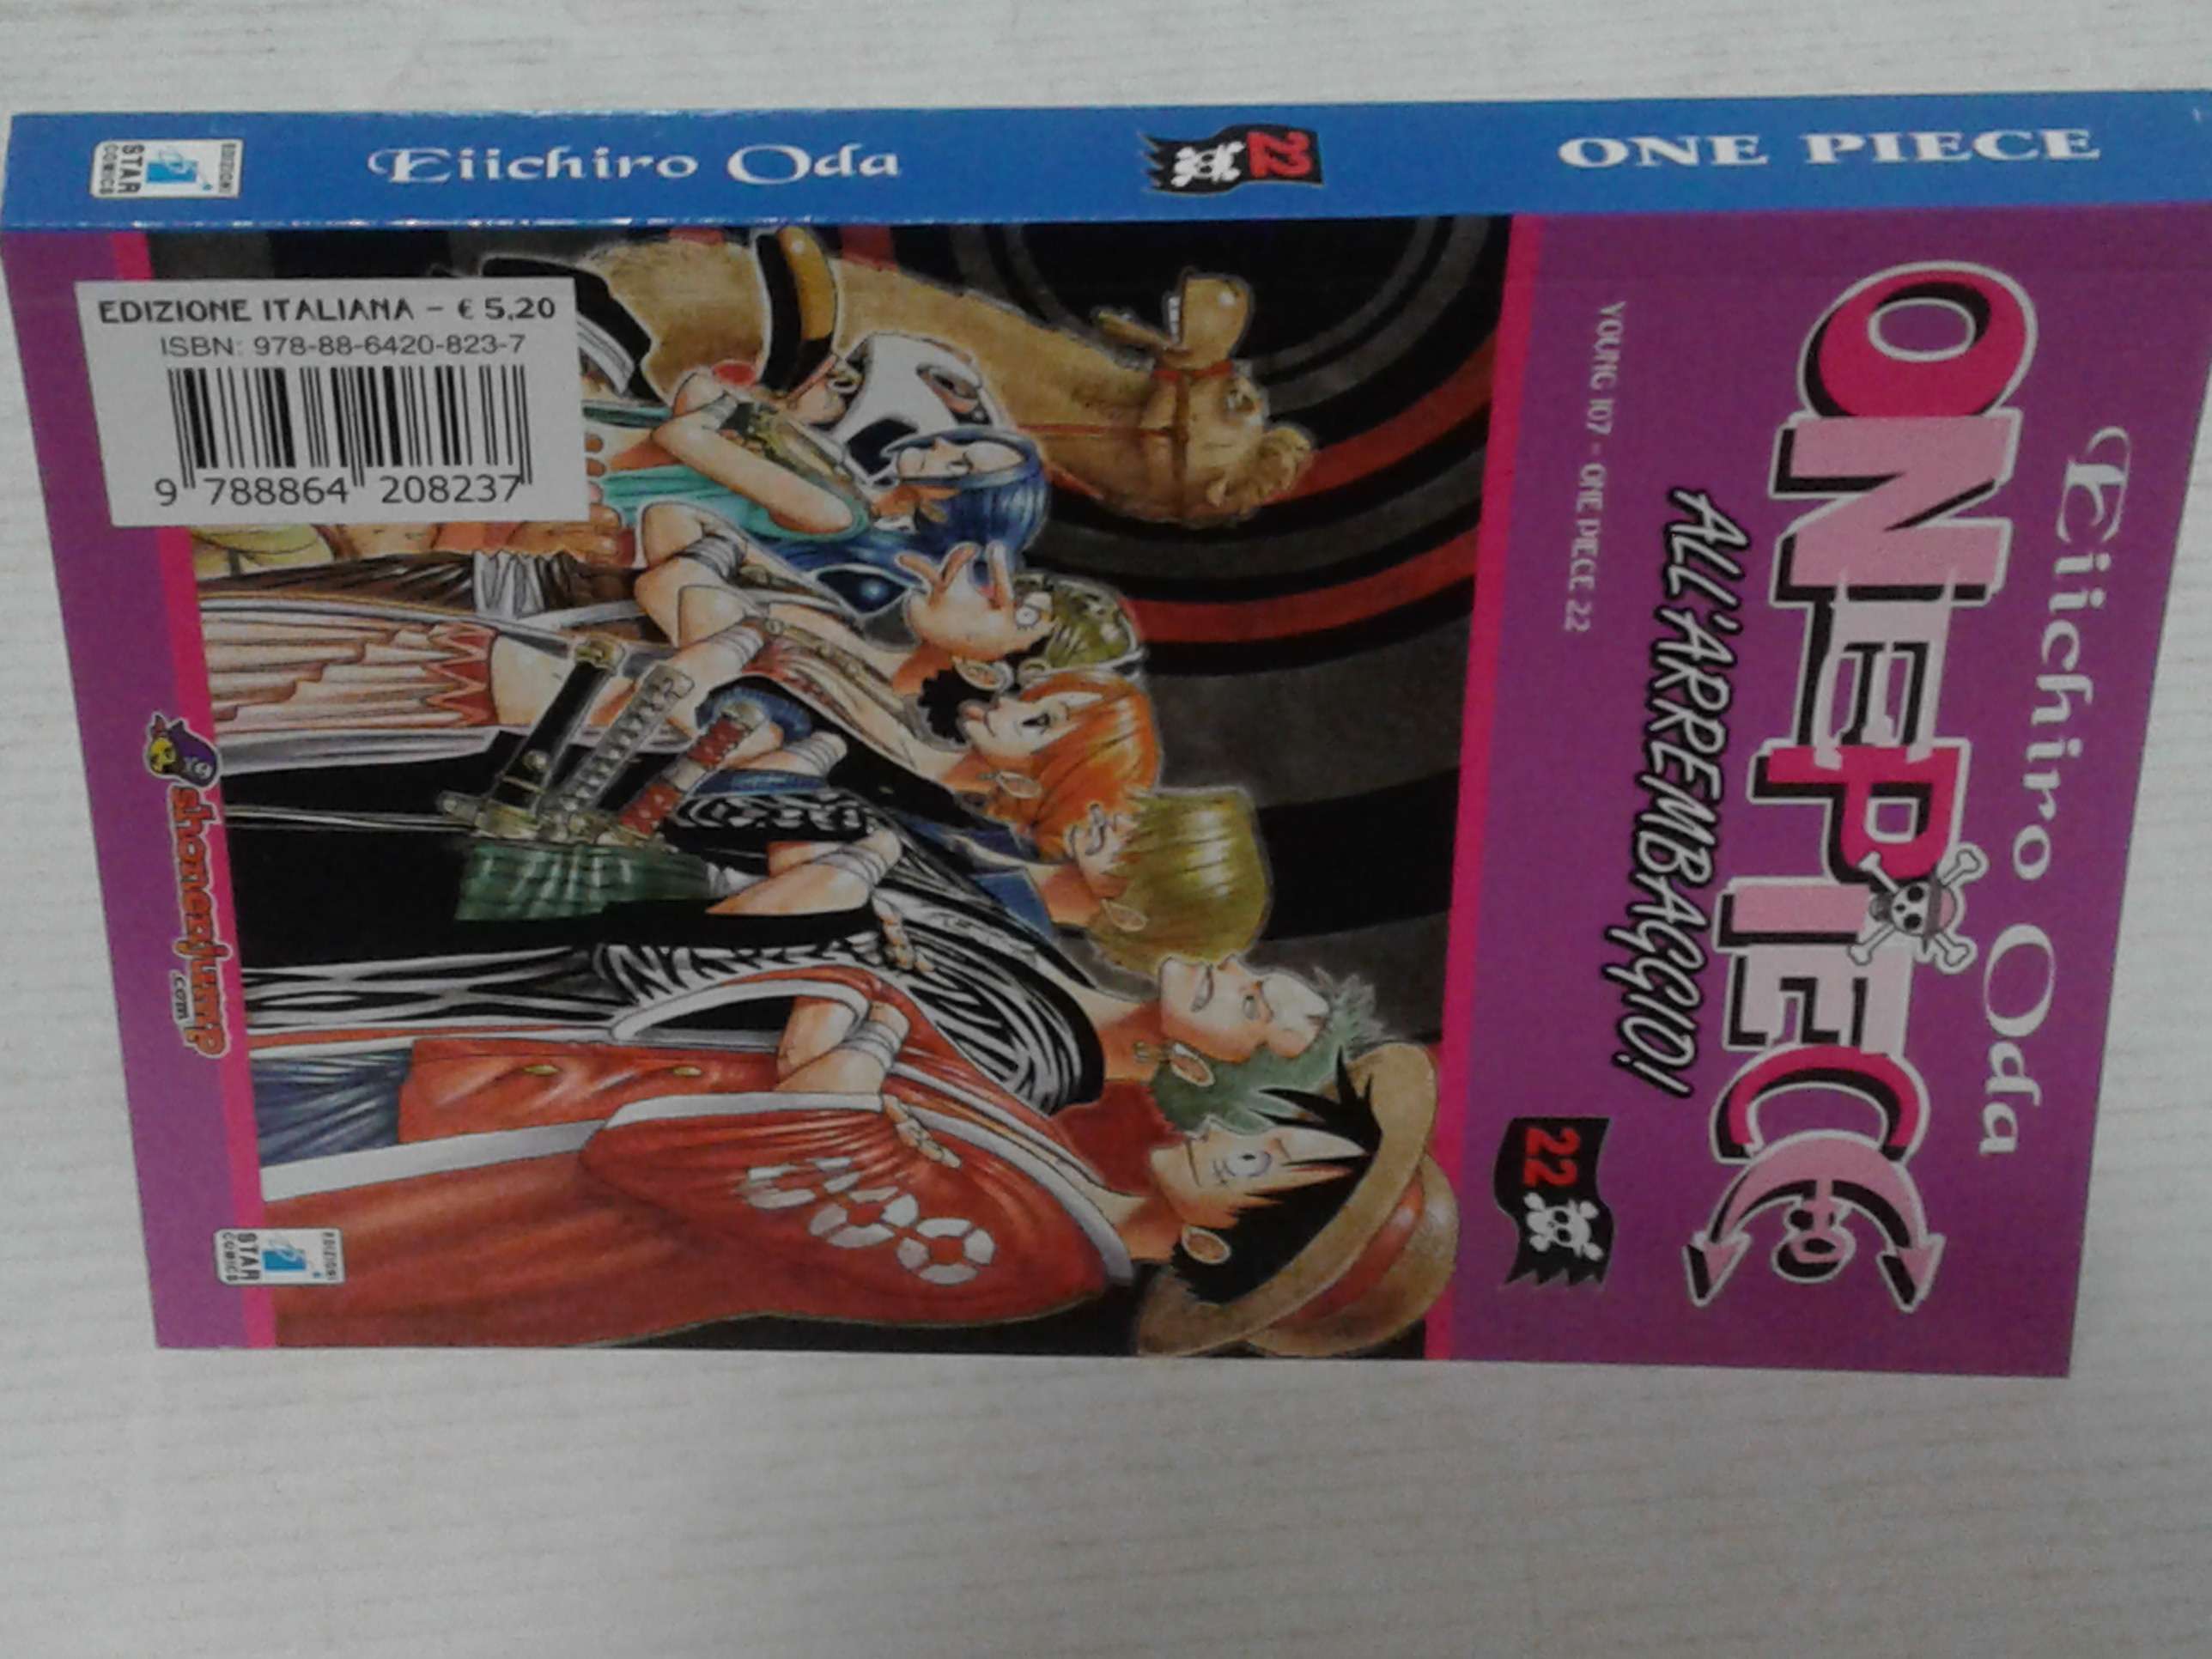 ONE PIECE
22
Eiichiro Oda
EDIZIONI
STAR
COMICS
Eiichiro Oda
ONE PIECE
ALL'ARREMBAGGIO!
YOUNG 107 - ONE PIECE 22
22
EDIZIONE ITALIANA - € 5,20
ISBN: 978-88-6420-823-7
9 788864 208237
shonenjump
.com
EDIZIONI
STAR
COMICS